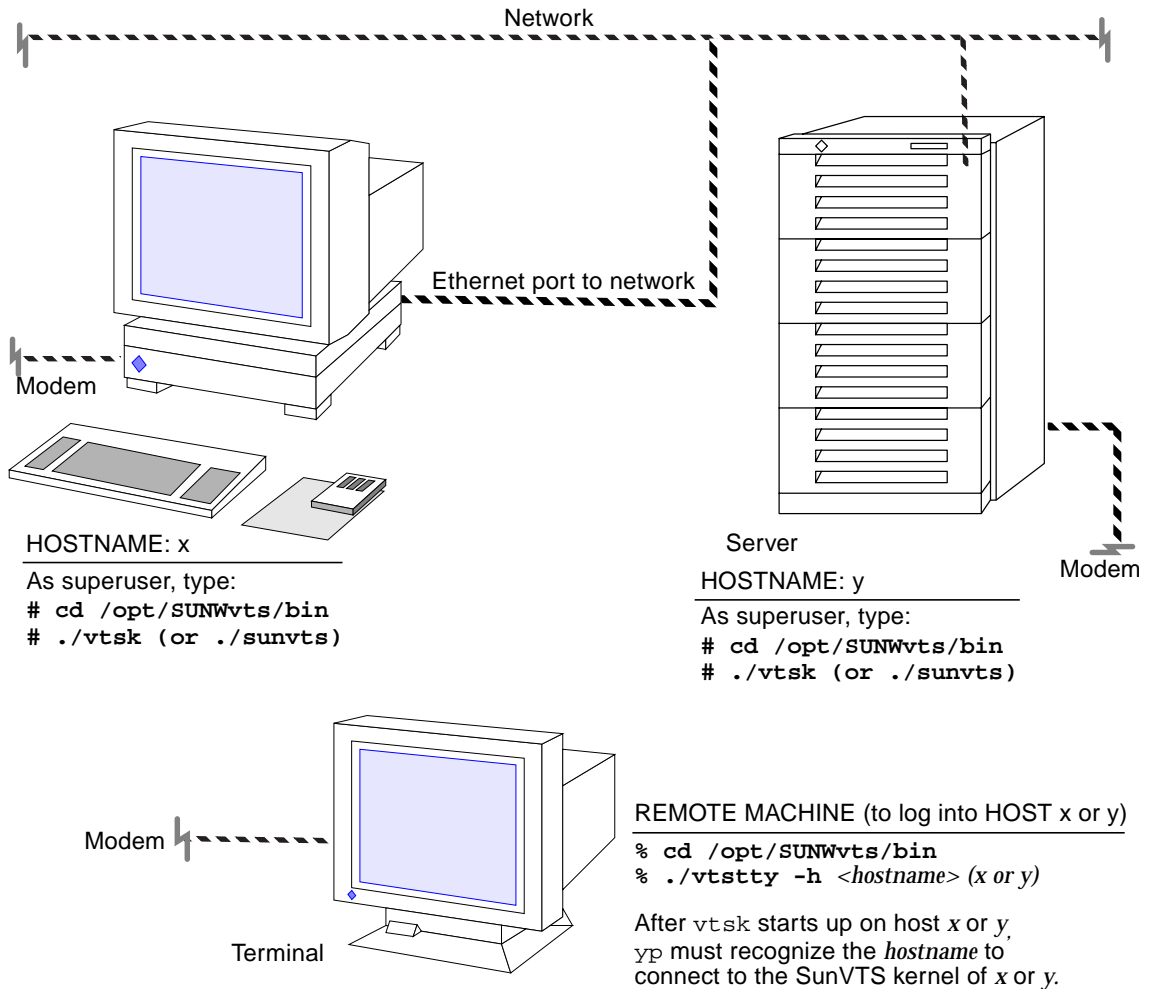 Network
Ethernet port to network
Modem
HOSTNAME: x
As superuser, type:
# cd /opt/SUNWvts/bin
# ./vtsk (or ./sunvts)
Server
Modem
HOSTNAME: y
As superuser, type:
# cd /opt/SUNWvts/bin
# ./vtsk (or ./sunvts)
Modem
Terminal
REMOTE MACHINE (to log into HOST x or y)
% cd /opt/SUNWvts/bin
% ./vtstty -h <hostname> (x or y)
After vtsk starts up on host x or y,
yp must recognize the hostname to
connect to the SunVTS kernel of x or y.